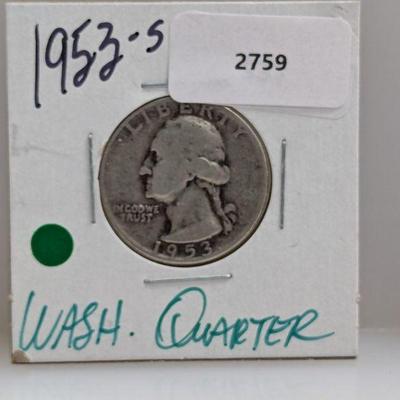 1953-S
2759
LIBERTY
IN GOD WE
TRUST
1953
WASH. QUARTER